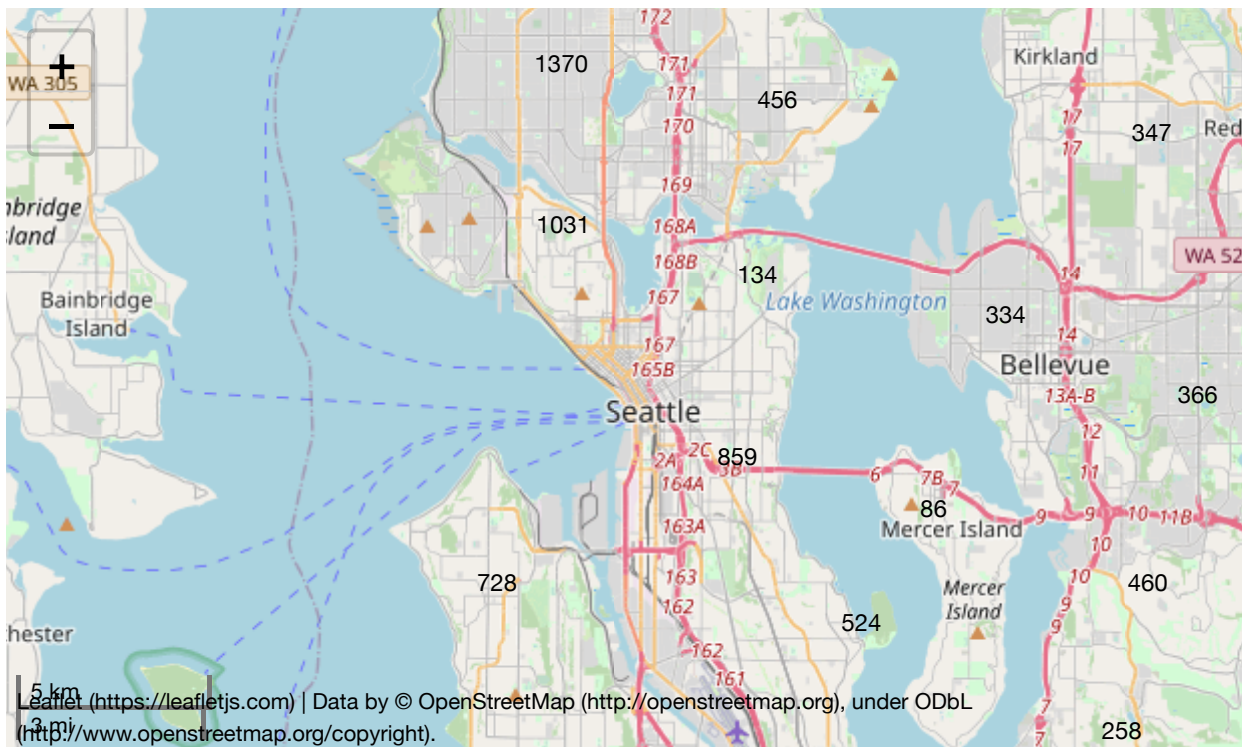 172
1370
Kirkland
+
171
WA 305
171
456
17
347
Red
170
17
169
nbridge
sland
1031
168A
168B
134
WA 52
14
Bainbridge
Island
167
Lake Washington
334
167
14
165B
Bellevue
13A-B
366
Seattle
12
2C
859
2A
3B
6
7B
11
164A
7
86
163A
Mercer Island
9
9
10
11B
10
728
163
10
460
Mercer
Island
162
9
524
9
chester
162
161
5 km
Leaflet (https://leafletjs.com) | Data by © OpenStreetMap (http://openstreetmap.org), under ODbL
3 mi
(http://www.openstreetmap.org/copyright).
7
7
258